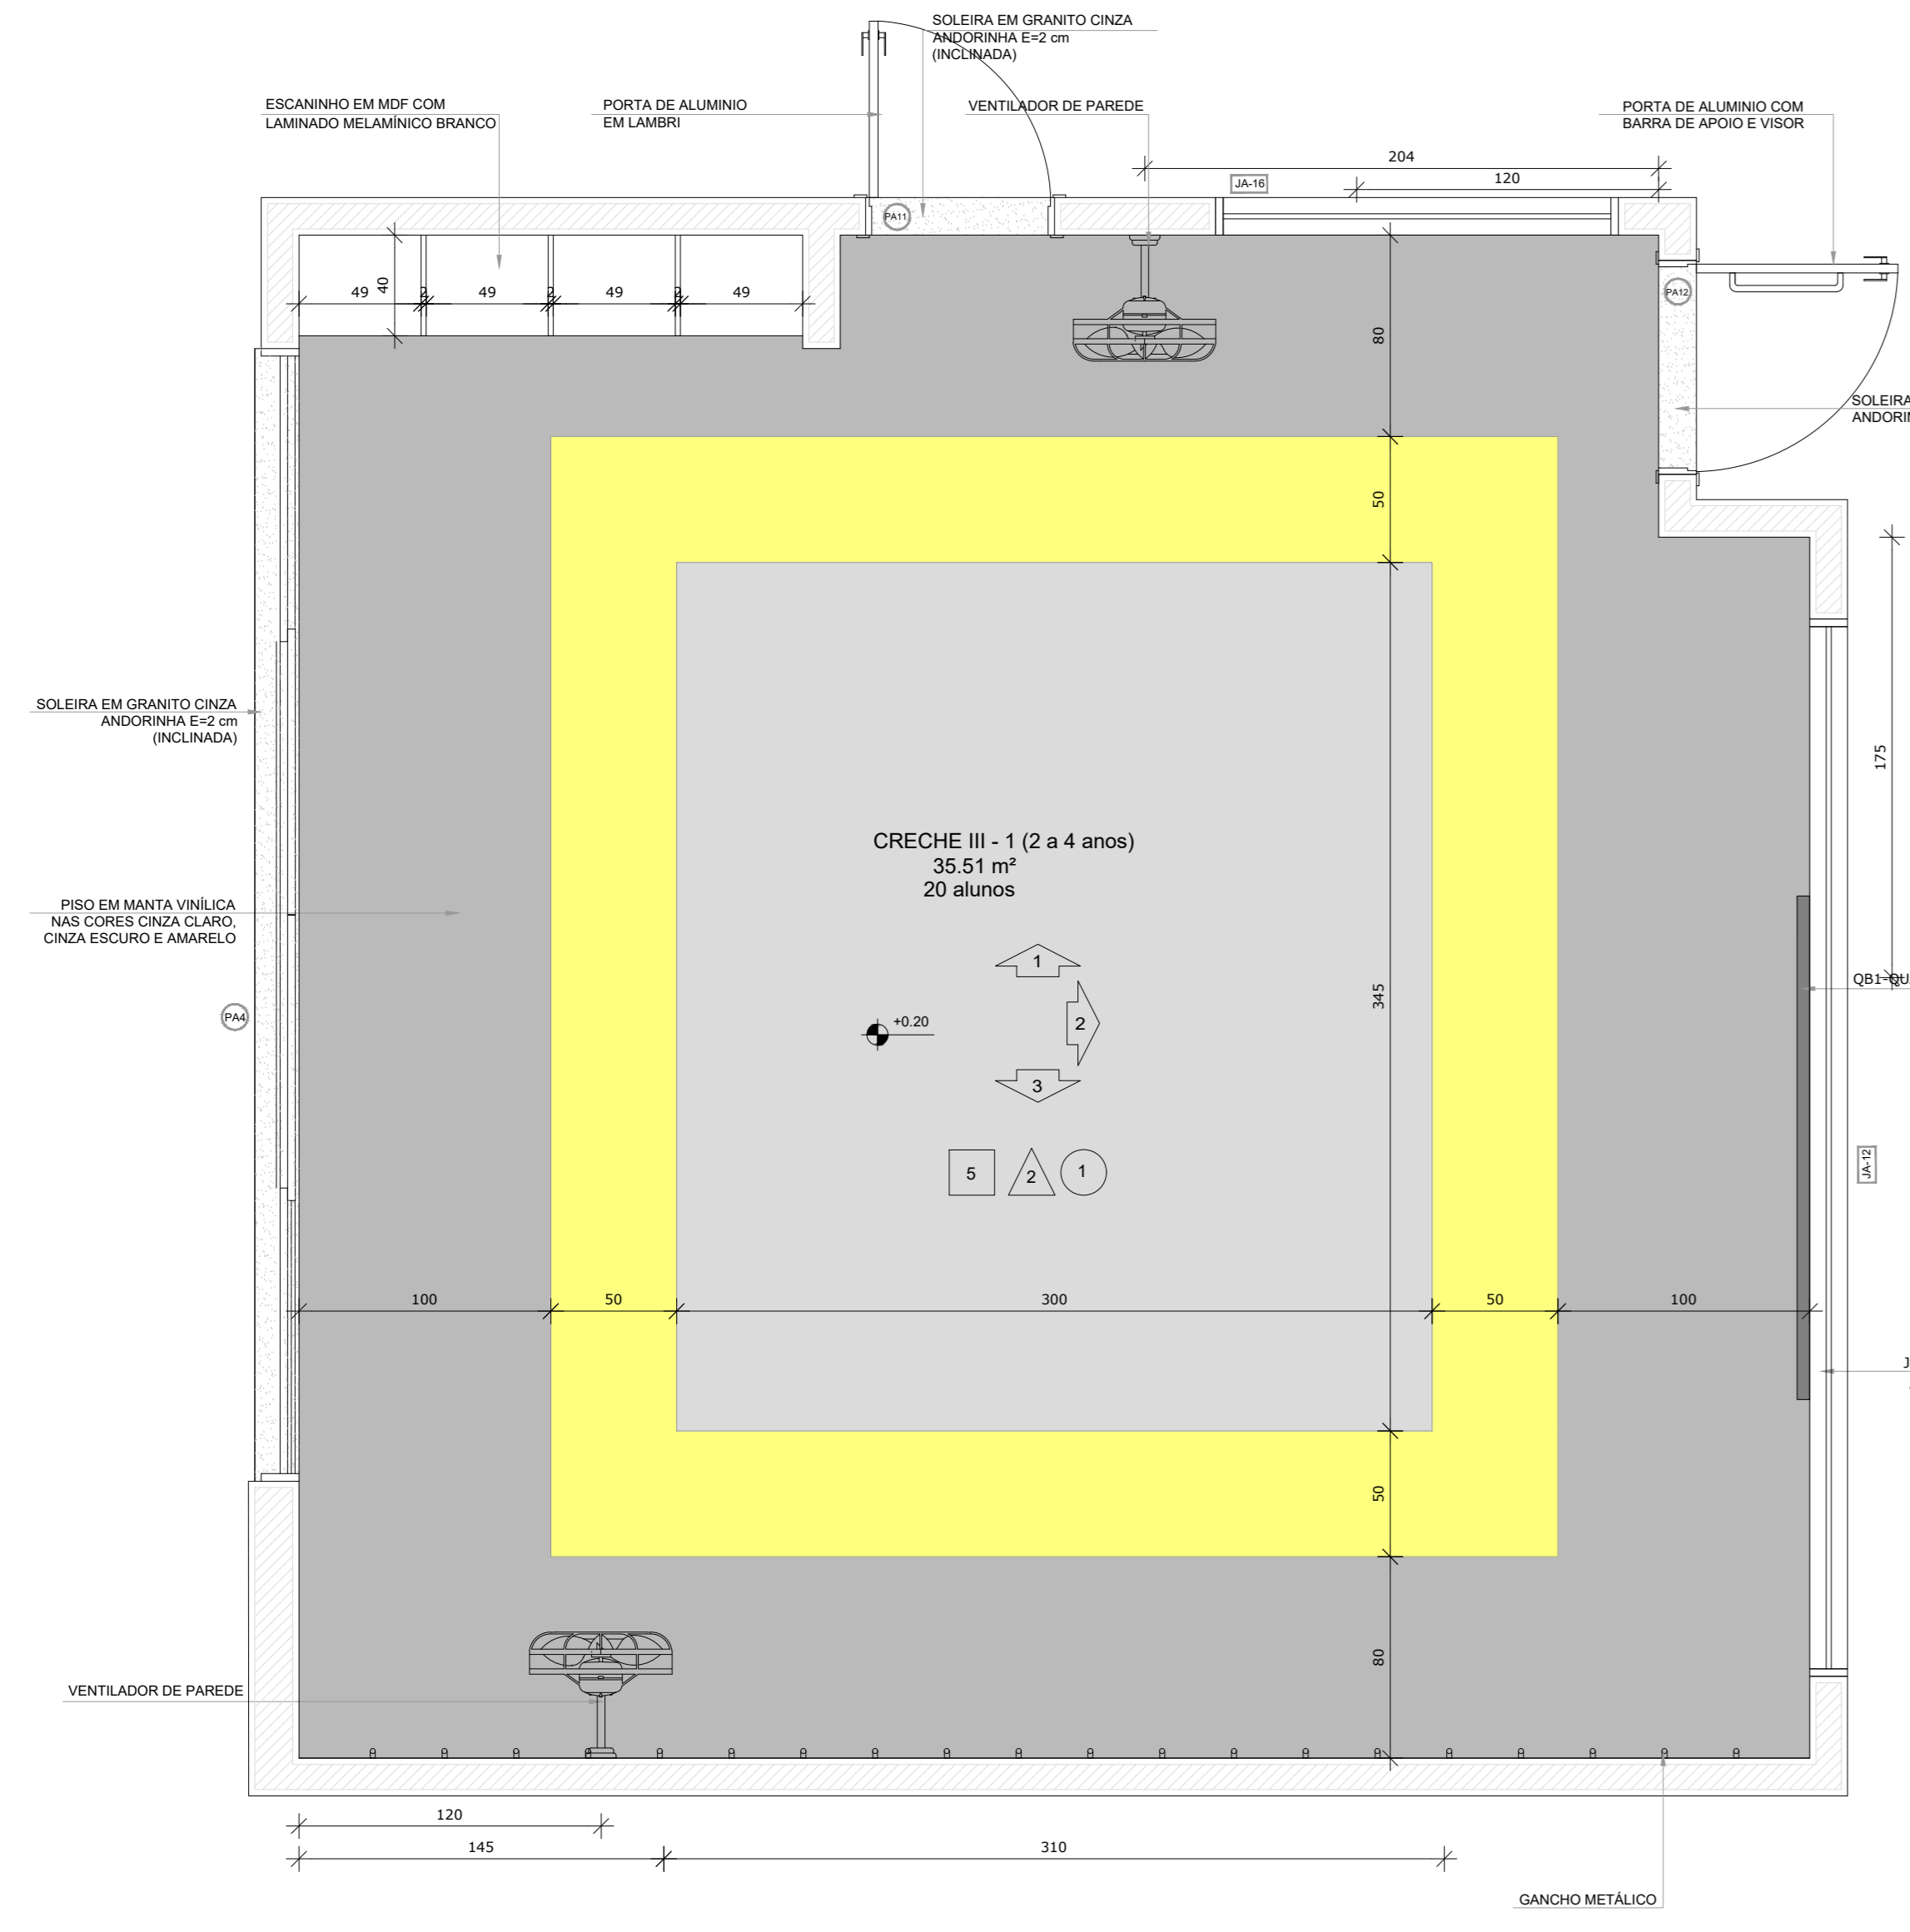 SOLEIRA EM GRANITO CINZA
ANDORINHA E=2 cm
(INCLINADA)
ESCANINHO EM MDF COM
LAMINADO MELAMÍNICO BRANCO
PORTA DE ALUMINIO
EM LAMBRI
VENTILADOR DE PAREDE
PORTA DE ALUMINIO COM
BARRA DE APOIO E VISOR
204
120
JA-16
PA11
PA12
40
49
2
49
2
49
2
49
80
SOLEIRA
ANDORIN
50
SOLEIRA EM GRANITO CINZA
ANDORINHA E=2 cm
(INCLINADA)
175
CRECHE III - 1 (2 a 4 anos)
35.51 m²
20 alunos
PISO EM MANTA VINÍLICA
NAS CORES CINZA CLARO,
CINZA ESCURO E AMARELO
1
2
3
+0.20
345
QB1-QU
PA4
5
2
1
JA-12
100
50
300
50
100
J
50
80
VENTILADOR DE PAREDE
120
145
310
GANCHO METÁLICO